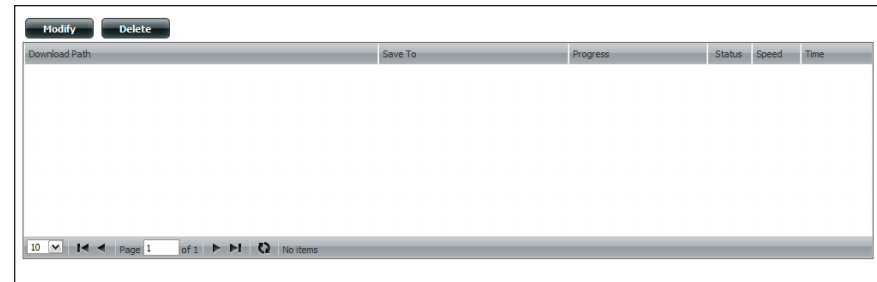 Modify Delete
Download Path Save To Progress Status Speed Time
10 Page 1 of 1 No items